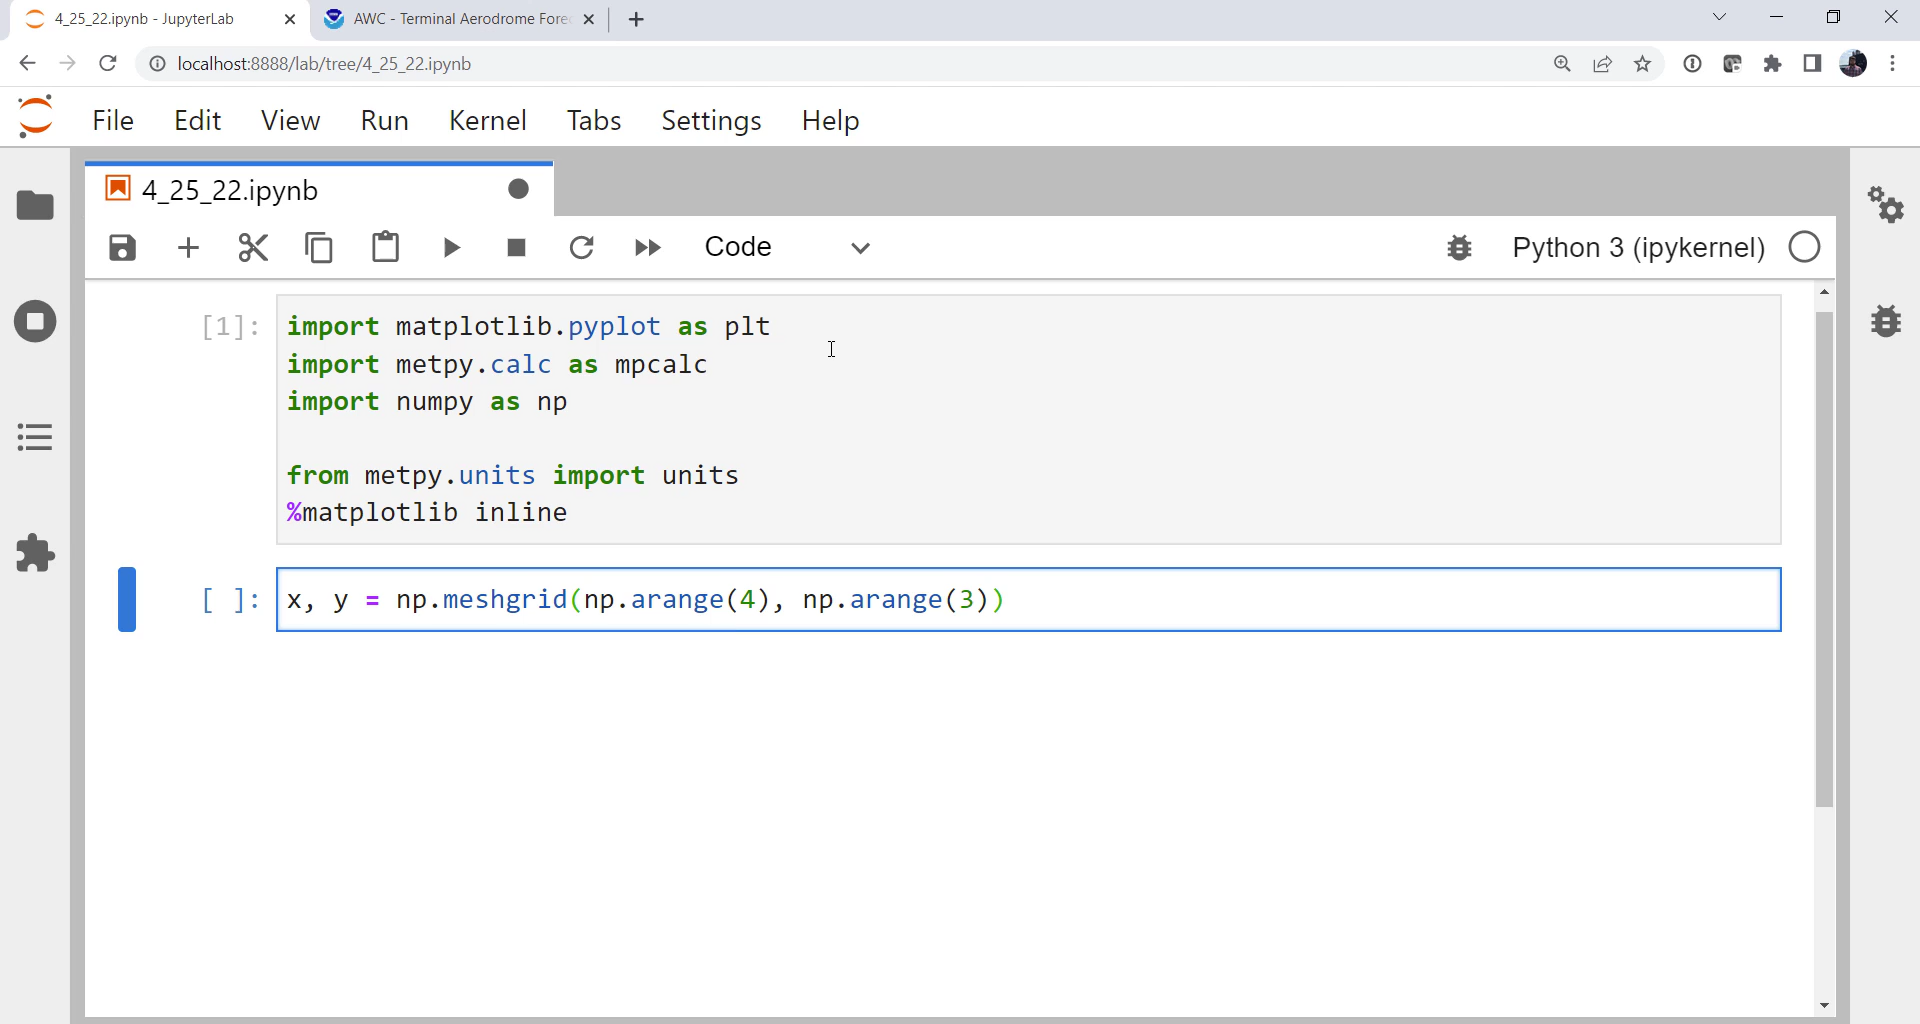 4_25_22.ipynb - JupyterLab
AWC - Terminal Aerodrome Fore
localhost:8888/lab/tree/4_25_22.ipynb
File Edit View Run Kernel Tabs Settings Help
4_25_22.ipynb
Code
Python 3 (ipykernel)
[1]: import matplotlib.pyplot as plt
import metpy.calc as mpcalc
import numpy as np
from metpy.units import units
%matplotlib inline
[ ]: x, y = np.meshgrid(np.arange(4), np.arange(3))